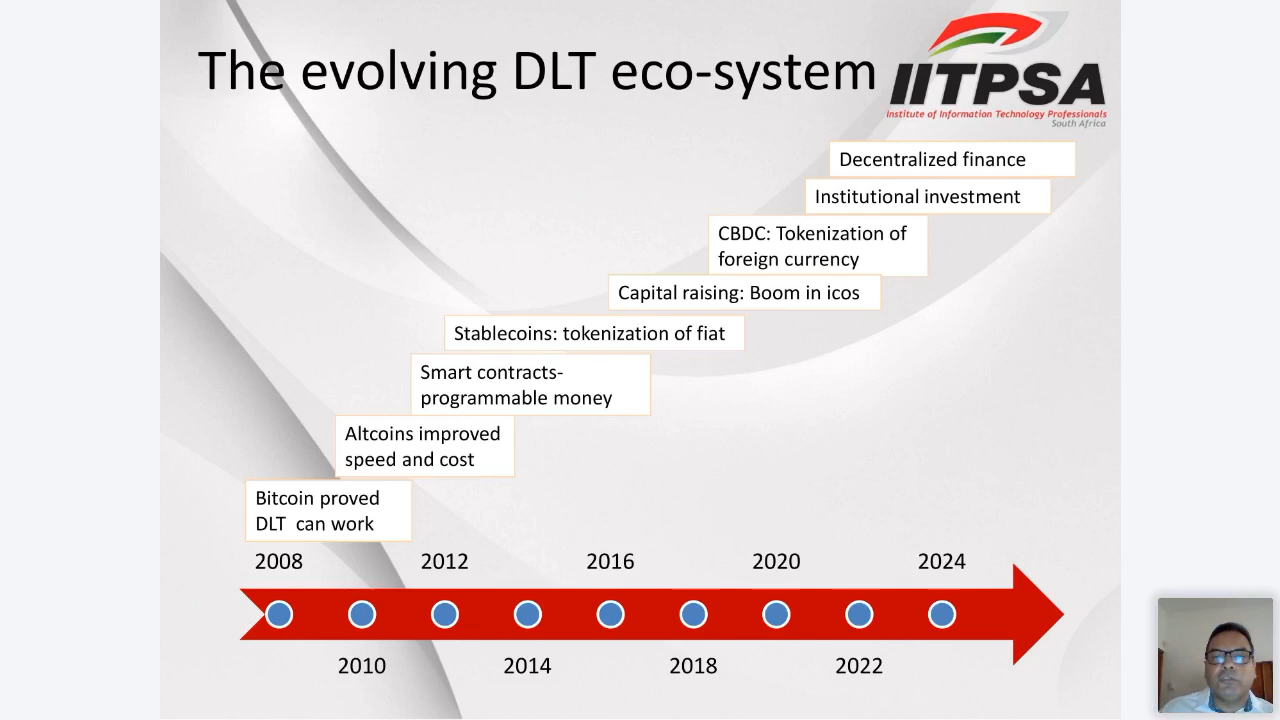 The evolving DLT eco-system
IITPSA
Institute of Information Technology Professionals
South Africa
Decentralized finance
Institutional investment
CBDC: Tokenization of
foreign currency
Capital raising: Boom in icos
Stablecoins: tokenization of fiat
Smart contracts-
programmable money
Altcoins improved
speed and cost
Bitcoin proved
DLT can work
2008 2012 2016 2020 2024
2010 2014 2018 2022